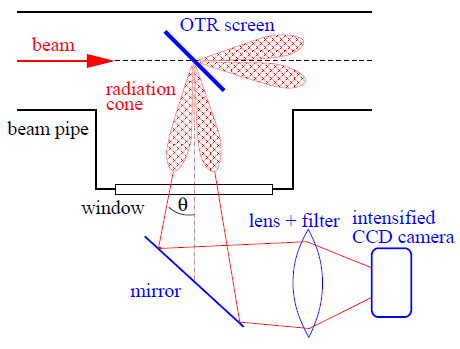 OTR screen
beam
radiation
cone
beam pipe
window
θ
lens + filter
intensified
CCD camera
mirror